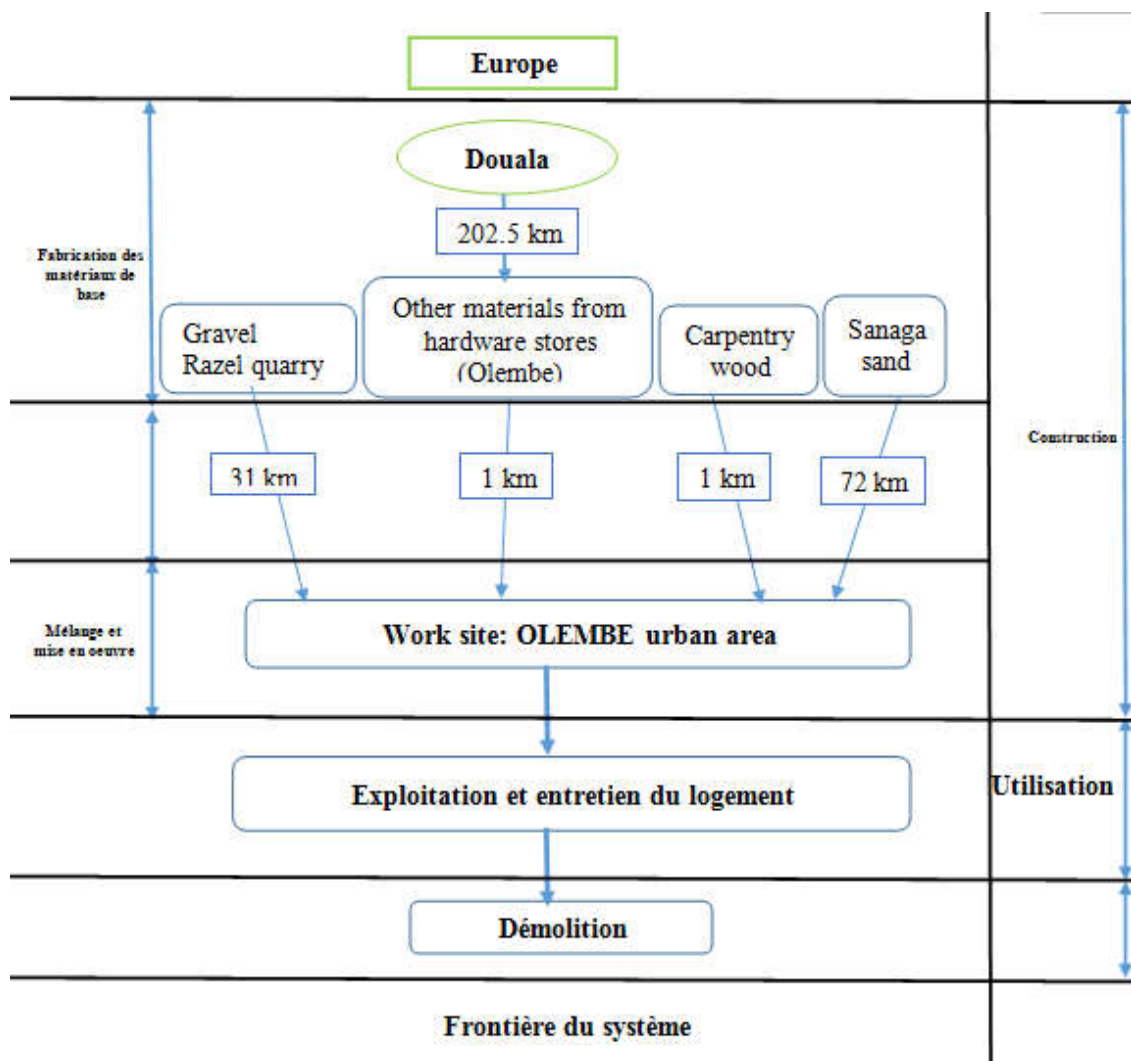 Europe
Douala
202.5 km
Fabrication des
matériaux de
base
Gravel
Razel quarry
Other materials from
hardware stores
(Olembe)
Carpentry
wood
Sanaga
sand
Construction
31 km
1 km
1 km
72 km
Mélange et
mise en oeuvre
Work site: OLEMBE urban area
Exploitation et entretien du logement
Utilisation
Démolition
Frontière du système